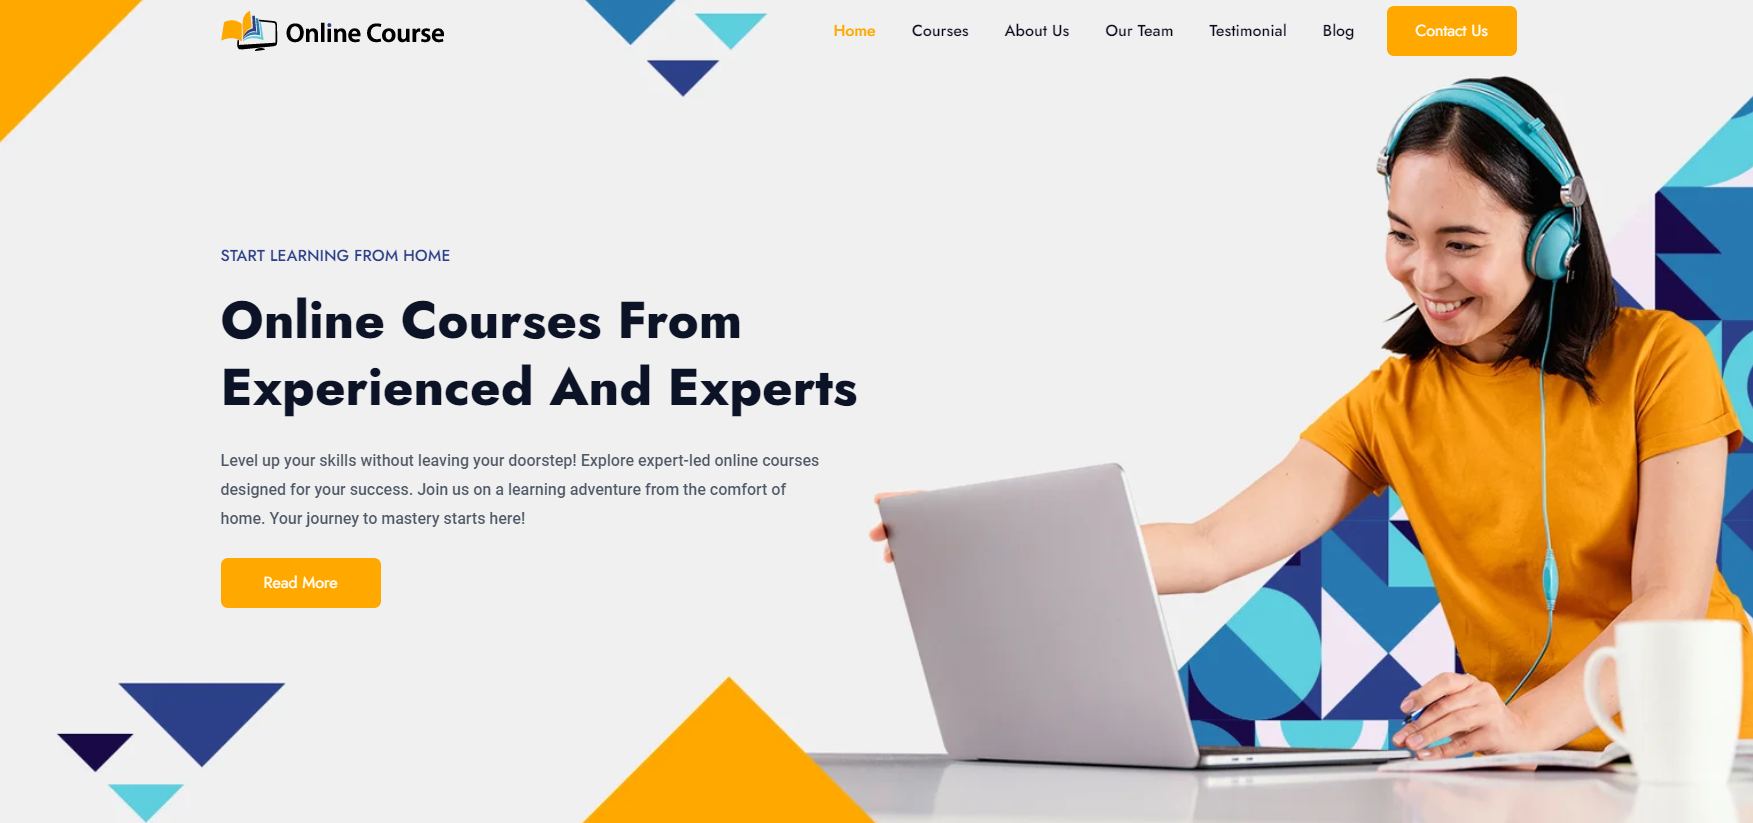 Online Course
Home
Courses
About Us
Our Team
Testimonial
Blog
Contact Us
START LEARNING FROM HOME
Online Courses From
Experienced And Experts
Level up your skills without leaving your doorstep! Explore expert-led online courses
designed for your success. Join us on a learning adventure from the comfort of
home. Your journey to mastery starts here!
Read More